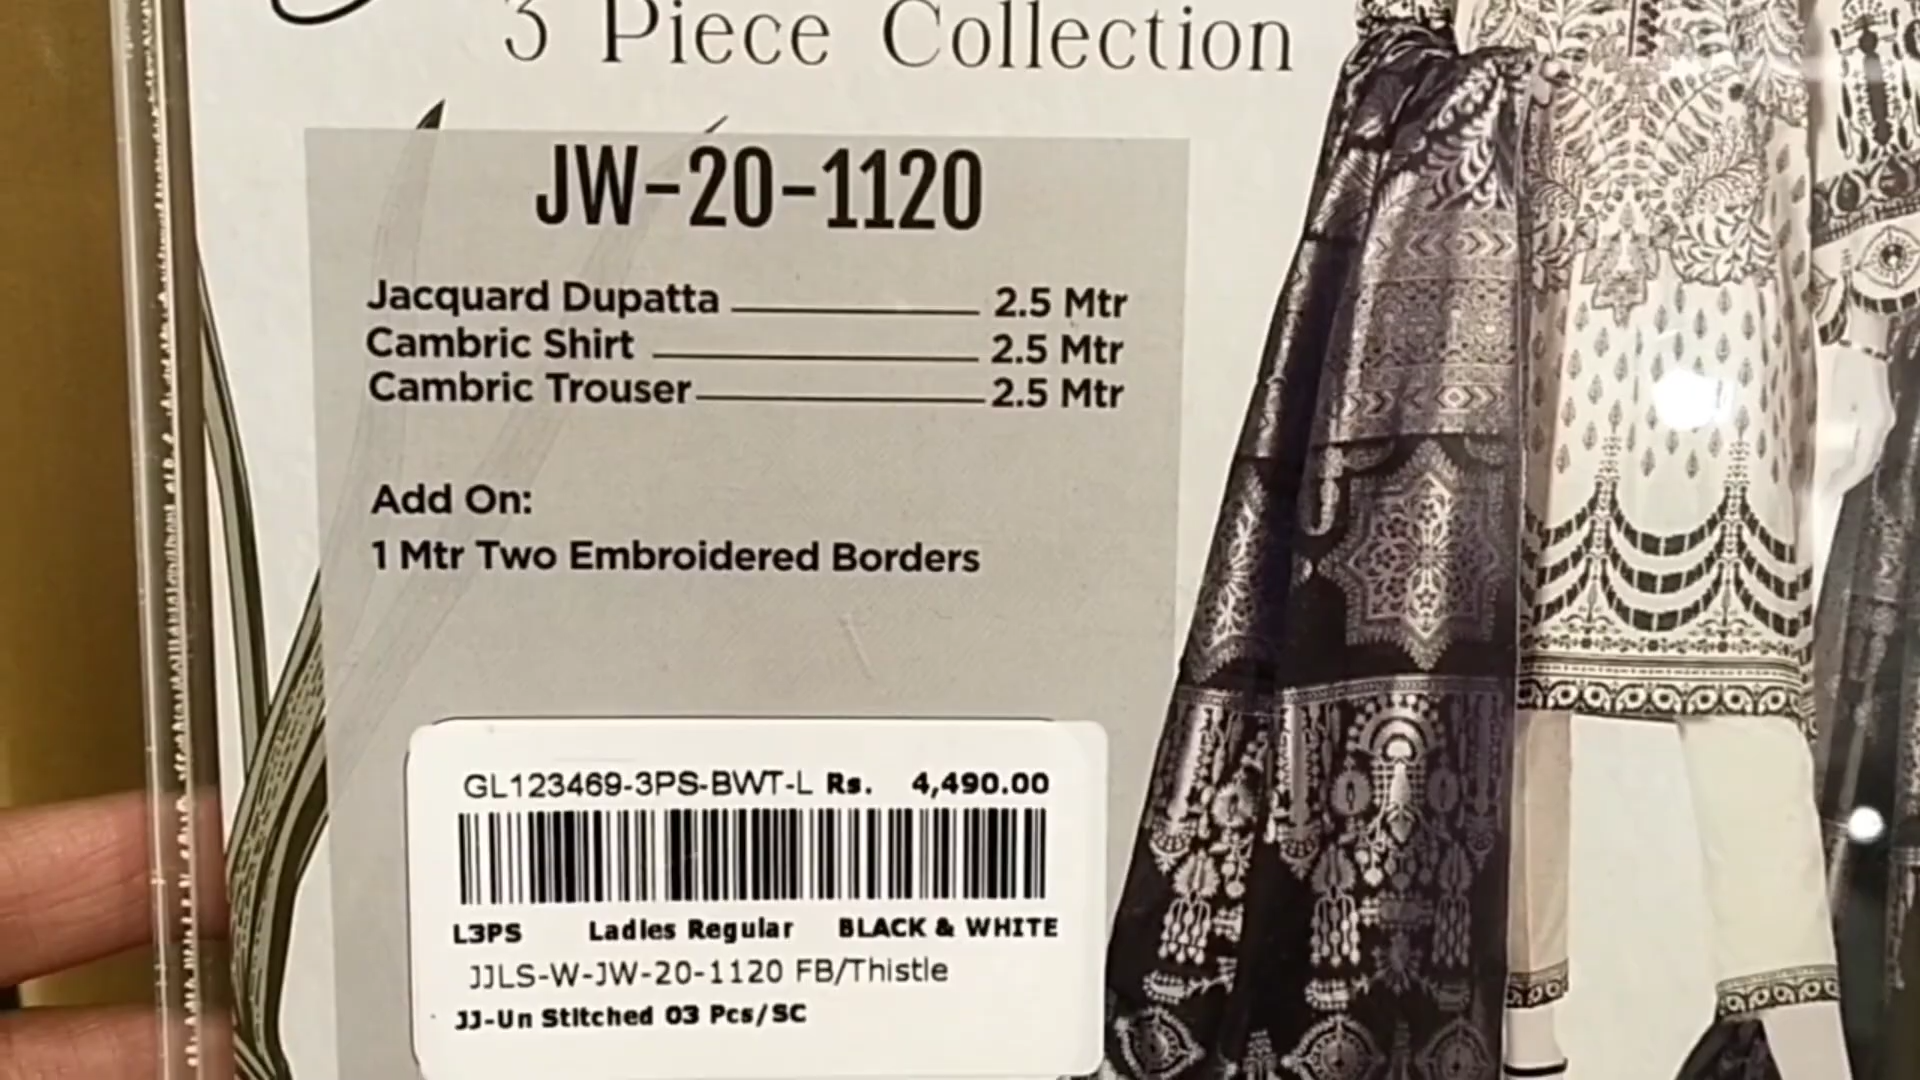 3 Piece Collection
JW-20-1120
Jacquard Dupatta 2.5 Mtr
Cambric Shirt 2.5 Mtr
Cambric Trouser 2.5 Mtr
Add On:
1 Mtr Two Embroidered Borders
GL123469-3PS-BWT-L Rs. 4,490.00
L3PS Ladies Regular BLACK & WHITE
JJLS-W-JW-20-1120 FB/Thistle
JJ-Un Stitched 03 Pcs/SC